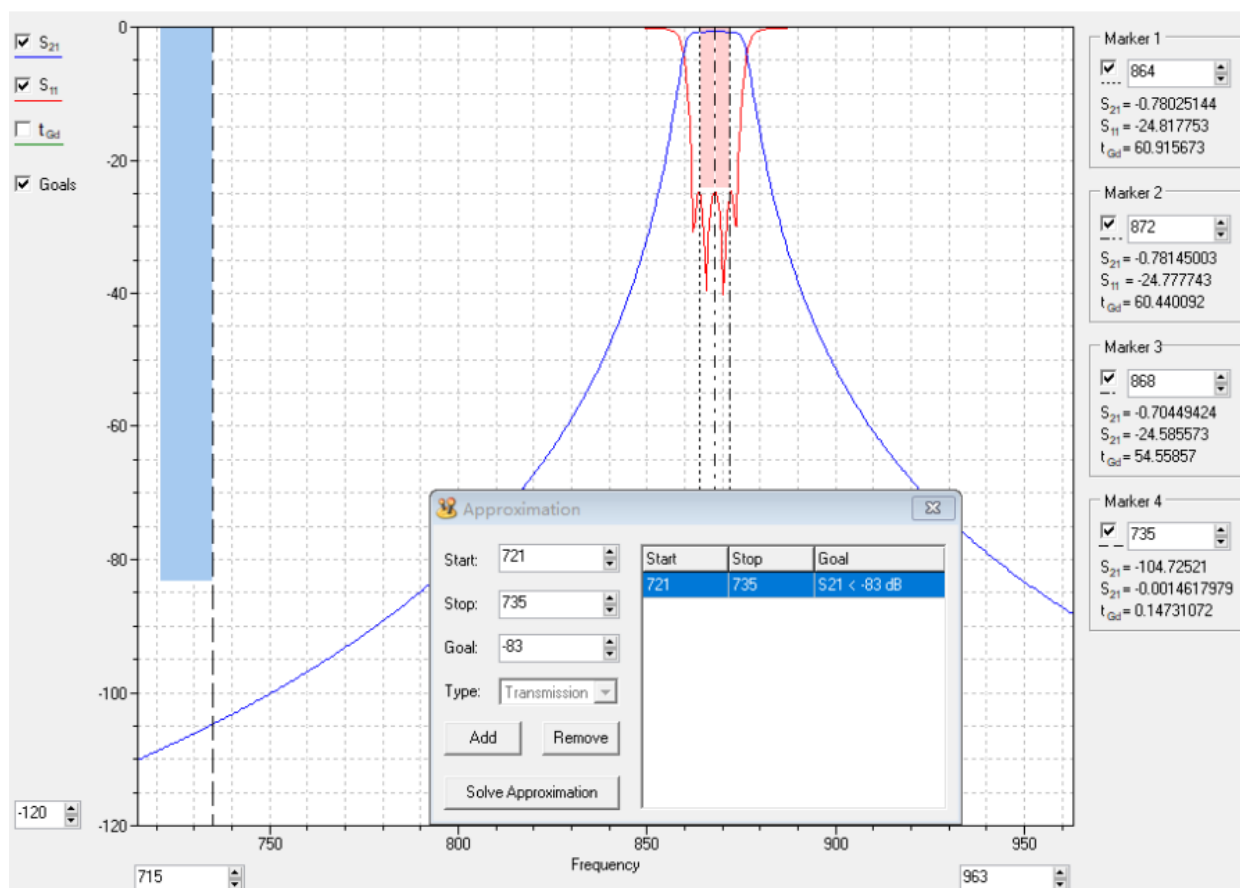 S21
S11
tGd
Goals
0
-20
-40
-60
-80
-100
-120
-120
750
800
850
900
950
Frequency
715
963
Approximation
Start:
721
Stop:
735
Goal:
-83
Type:
Transmission
Add
Remove
Solve Approximation
Start Stop Goal
721 735 S21 < -83 dB
Marker 1
864
S21 = -0.78025144
S11 = -24.817753
tGd = 60.915673
Marker 2
872
S21 = -0.78145003
S11 = -24.777743
tGd = 60.440092
Marker 3
868
S21 = -0.70449424
S21 = -24.585573
tGd = 54.55857
Marker 4
735
S21 = -104.72521
S21 = -0.0014617979
tGd = 0.14731072